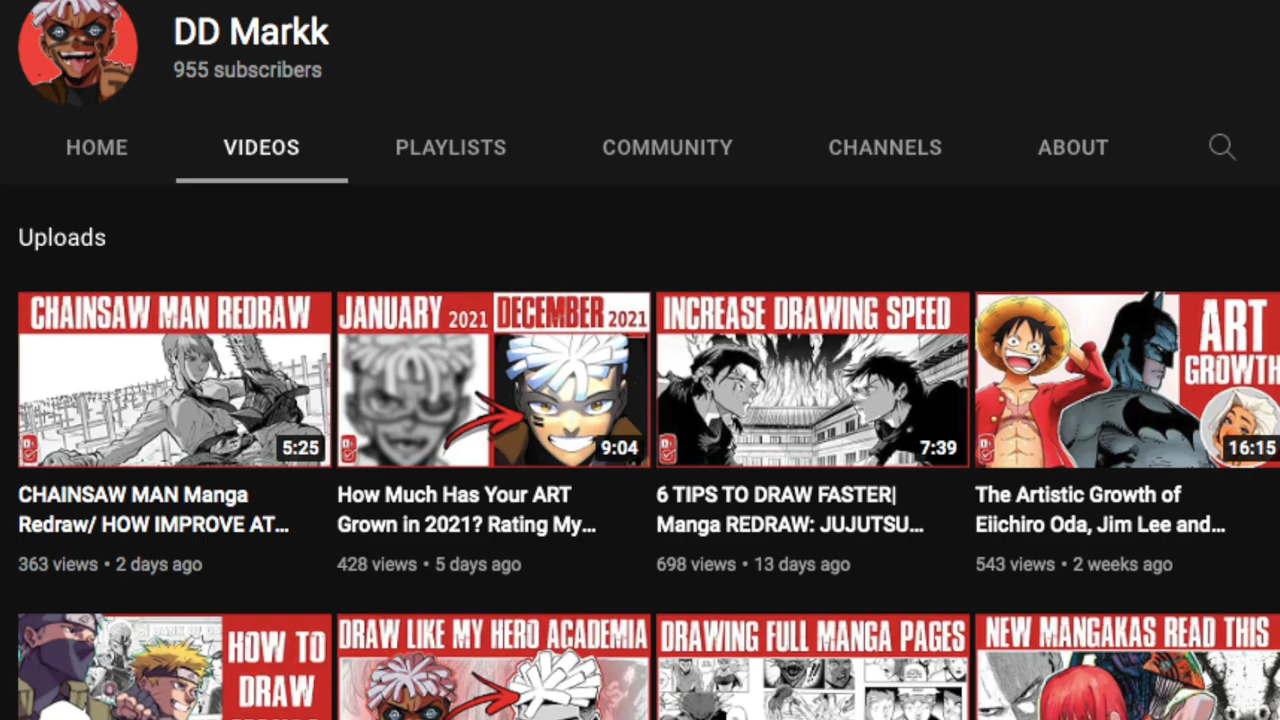 DD Markk
955 subscribers
HOME VIDEOS PLAYLISTS COMMUNITY CHANNELS ABOUT
Uploads
CHAINSAW MAN REDRAW
5:25
JANUARY 2021 DECEMBER 2021
9:04
INCREASE DRAWING SPEED
7:39
ART
GROWTH
16:15
CHAINSAW MAN Manga
Redraw/ HOW IMPROVE AT...
363 views • 2 days ago
How Much Has Your ART
Grown in 2021? Rating My...
428 views • 5 days ago
6 TIPS TO DRAW FASTER|
Manga REDRAW: JUJUTSU...
698 views • 13 days ago
The Artistic Growth of
Eiichiro Oda, Jim Lee and...
543 views • 2 weeks ago
HOW TO
DRAW
DRAW LIKE MY HERO ACADEMIA
DRAWING FULL MANGA PAGES
NEW MANGAKAS READ THIS